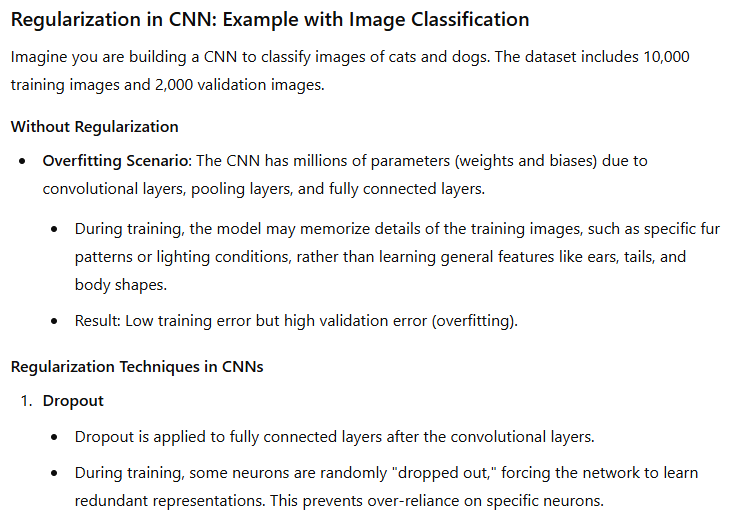 Regularization in CNN: Example with Image Classification
Imagine you are building a CNN to classify images of cats and dogs. The dataset includes 10,000
training images and 2,000 validation images.
Without Regularization
• Overfitting Scenario: The CNN has millions of parameters (weights and biases) due to
convolutional layers, pooling layers, and fully connected layers.
• During training, the model may memorize details of the training images, such as specific fur
patterns or lighting conditions, rather than learning general features like ears, tails, and
body shapes.
• Result: Low training error but high validation error (overfitting).
Regularization Techniques in CNNs
1. Dropout
• Dropout is applied to fully connected layers after the convolutional layers.
• During training, some neurons are randomly "dropped out," forcing the network to learn
redundant representations. This prevents over-reliance on specific neurons.